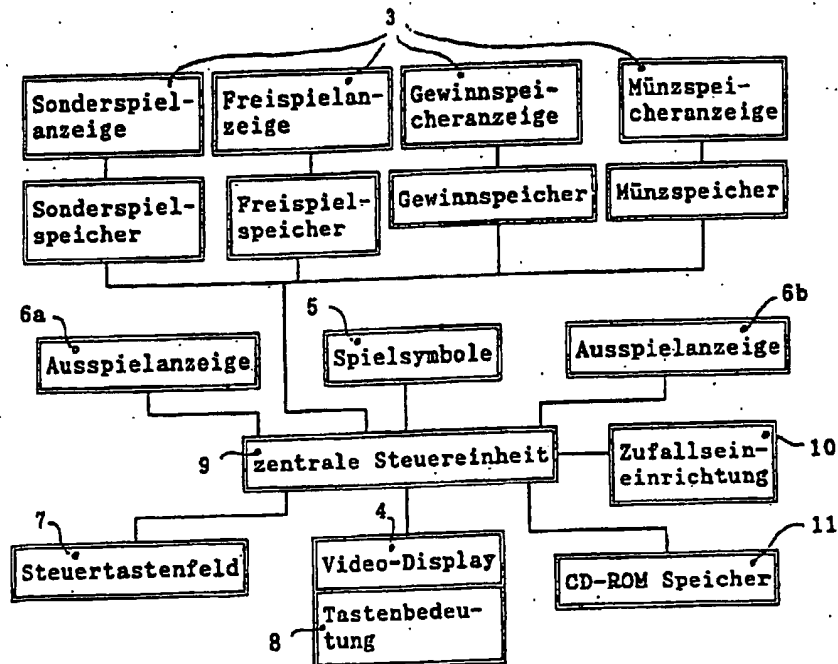 3
Sonderspiel-
anzeige
Freispielan-
zeige
Gewinnspei-
cheranzeige
Münzspei-
cheranzeige
Sonderspiel-
speicher
Freispiel-
speicher
Gewinnspeicher
Münzspeicher
6a
5
6b
Ausspielanzeige
Spielsymbole
Ausspielanzeige
9
zentrale Steuereinheit
Zufallsein-
einrichtung
10
7
4
11
Steuertastenfeld
Video-Display
CD-ROM Speicher
8
Tastenbedeu-
tung